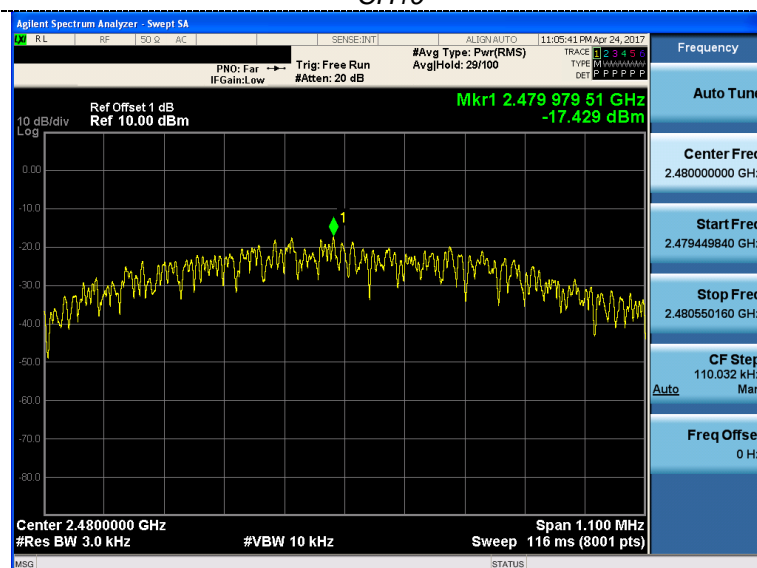 Agilent Spectrum Analyzer - Swept SA
LXI RL RF 50 Ω AC SENSE:INT ALIGN AUTO 11:05:41 PM Apr 24, 2017
PNO: Far
IFGain:Low
Trig: Free Run
#Atten: 20 dB
#Avg Type: Pwr(RMS)
Avg|Hold: 29/100
TRACE 1 2 3 4 5 6
TYPE M
DET P P P P P P
Mkr1 2.479 979 51 GHz
-17.429 dBm
Ref Offset 1 dB
10 dB/div Ref 10.00 dBm
Log
0.00
-10.0
-20.0
-30.0
-40.0
-50.0
-60.0
-70.0
-80.0
1
Center 2.4800000 GHz Span 1.100 MHz
#Res BW 3.0 kHz #VBW 10 kHz Sweep 116 ms (8001 pts)
MSG STATUS
Frequency
Auto Tune
Center Freq
2.480000000 GHz
Start Freq
2.479449840 GHz
Stop Freq
2.480550160 GHz
CF Step
110.032 kHz
Auto Man
Freq Offset
0 Hz